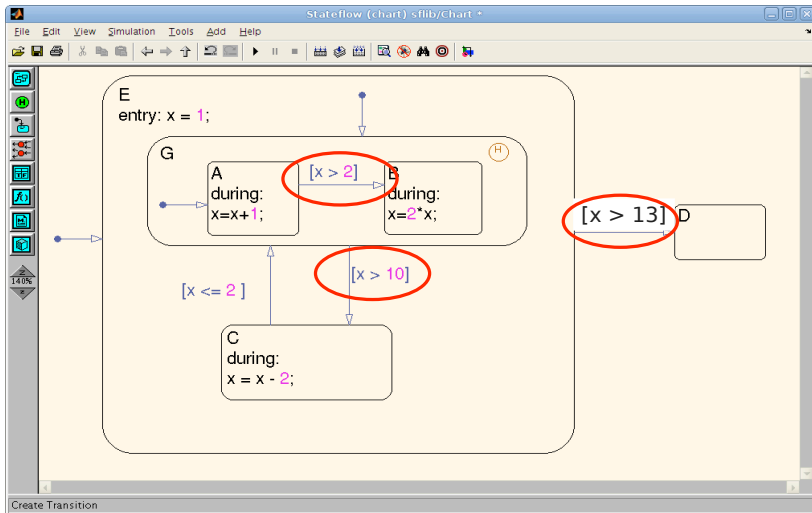 Stateflow (chart) sflib/Chart *
File Edit View Simulation Tools Add Help
E
entry: x = 1;
G
H
A
during:
x=x+1;
[x > 2]
B
during:
x=2*x;
[x > 13]
D
[x <= 2 ]
[x > 10]
C
during:
x = x - 2;
140%
Create Transition